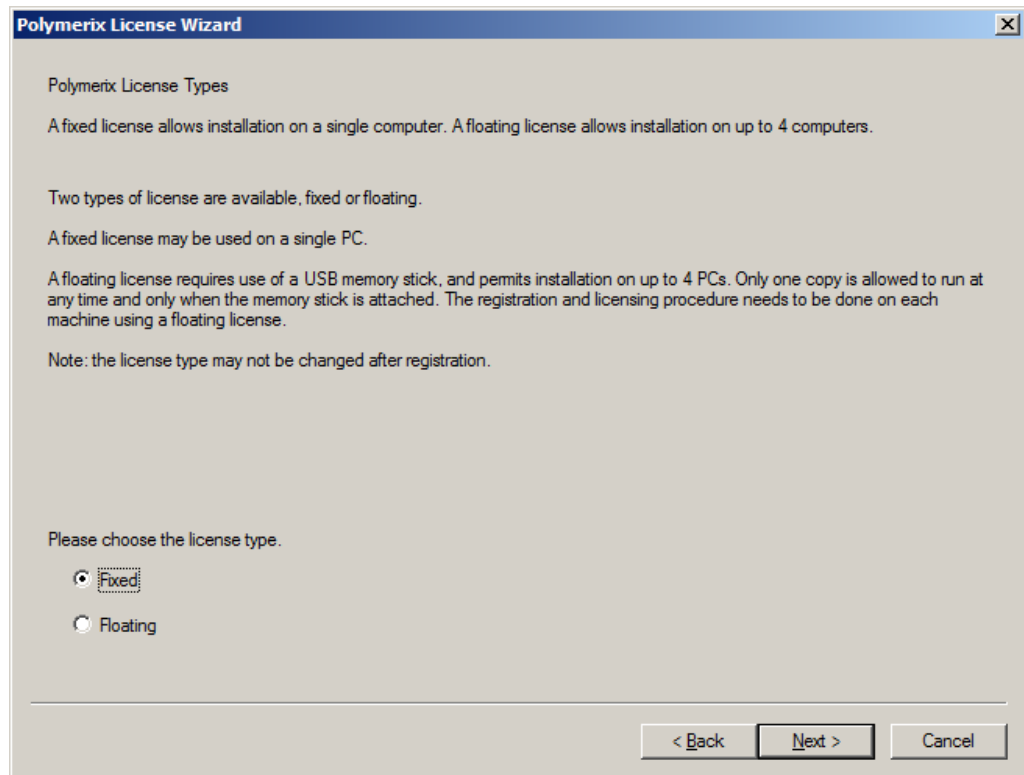 Polymerix License Wizard
Polymerix License Types
A fixed license allows installation on a single computer. A floating license allows installation on up to 4 computers.
Two types of license are available, fixed or floating.
A fixed license may be used on a single PC.
A floating license requires use of a USB memory stick, and permits installation on up to 4 PCs. Only one copy is allowed to run at
any time and only when the memory stick is attached. The registration and licensing procedure needs to be done on each
machine using a floating license.
Note: the license type may not be changed after registration.
Please choose the license type.
Fixed
Floating
< Back Next > Cancel